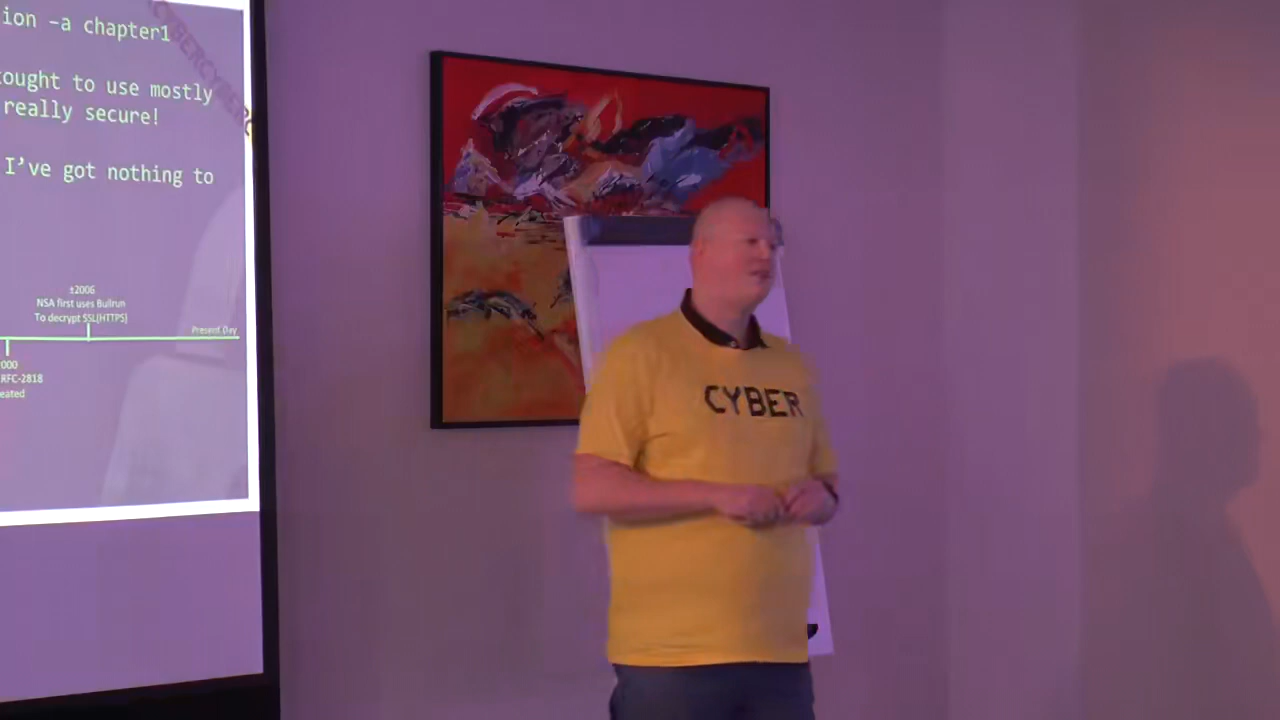 ion –a chapter1
ought to use mostly
really secure!
I’ve got nothing to
±2006
NSA first uses Bullrun
To decrypt SSL(HTTPS)
Present Day
000
RFC-2818
eated
CYBER